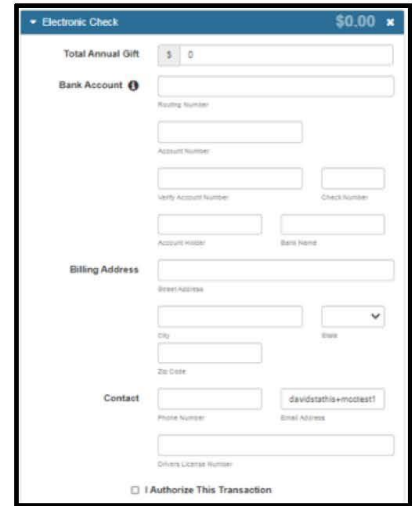 Electronic Check $0.00 ×
Total Annual Gift $ 0
Bank Account
Routing Number
Account Number
Verify Account Number Check Number
Account Holder Bank Name
Billing Address
Street Address
City State
Zip Code
Contact davidstathis+mcctest1
Phone Number Email Address
Drivers License Number
I Authorize This Transaction